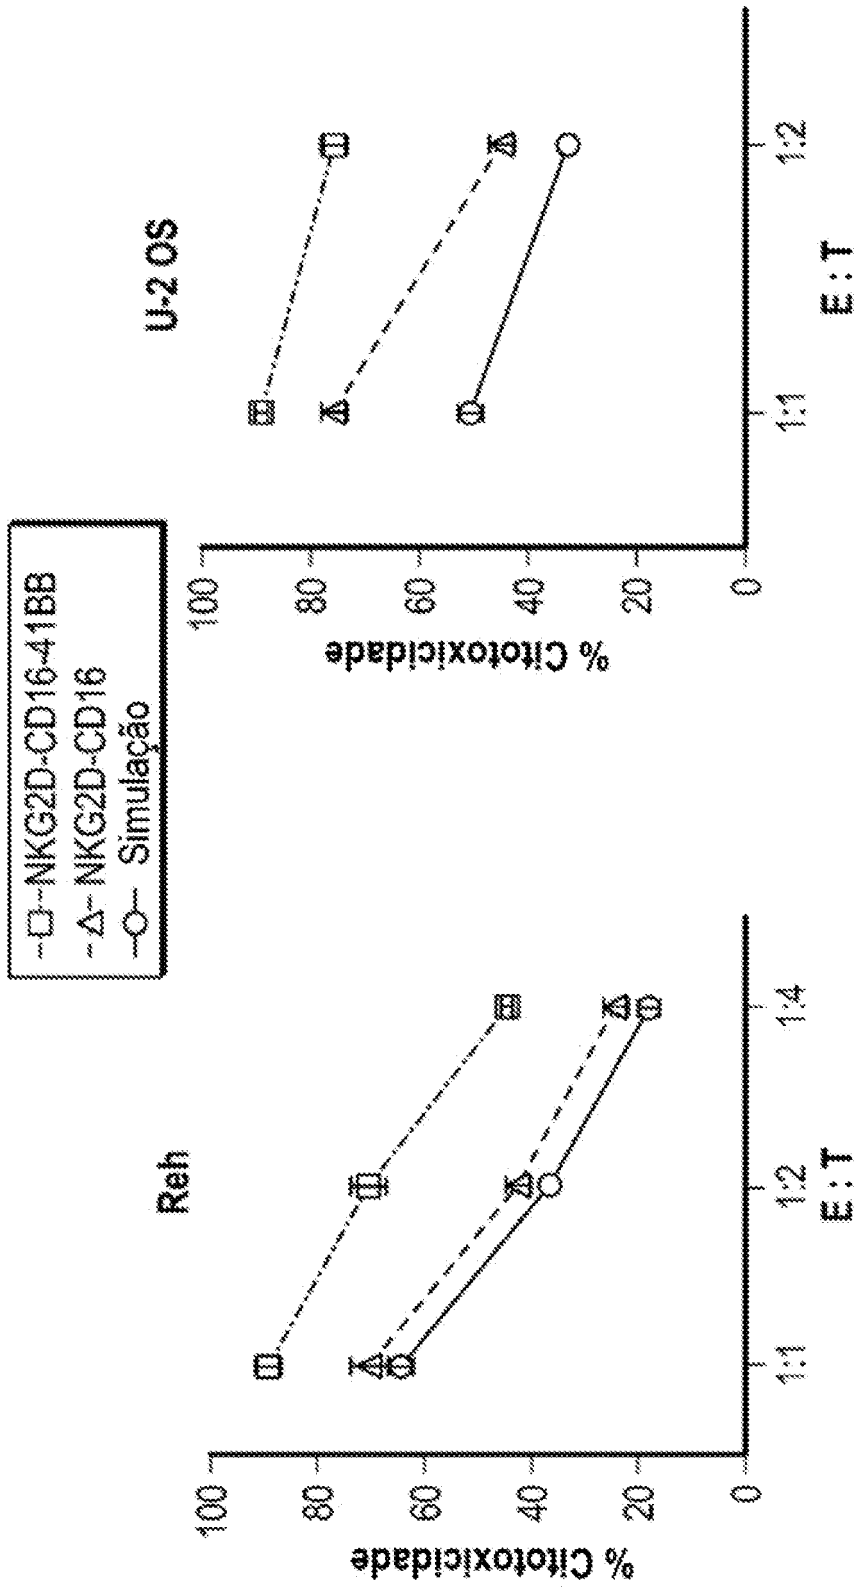 NKG2D-CD16-41BB
NKG2D-CD16
Simulação
Reh
% Citotoxicidade
100
80
60
40
20
0
1:1
1:2
1:4
E : T
U-2 OS
% Citotoxicidade
100
80
60
40
20
0
1:1
1:2
E : T